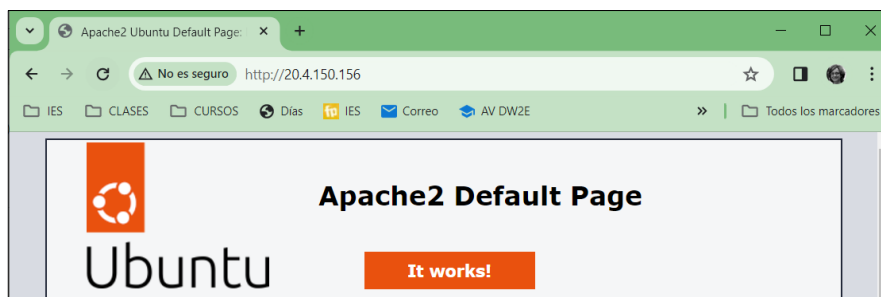 Apache2 Ubuntu Default Page:
No es seguro http://20.4.150.156
IES CLASES CURSOS Días fp IES Correo AV DW2E » Todos los marcadores
Apache2 Default Page
Ubuntu
It works!